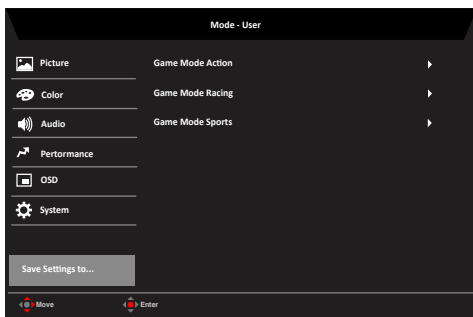 Mode - User
Picture
Game Mode Action
Color
Game Mode Racing
Audio
Game Mode Sports
Pertormance
OSD
System
Save Settings to...
Move
Enter